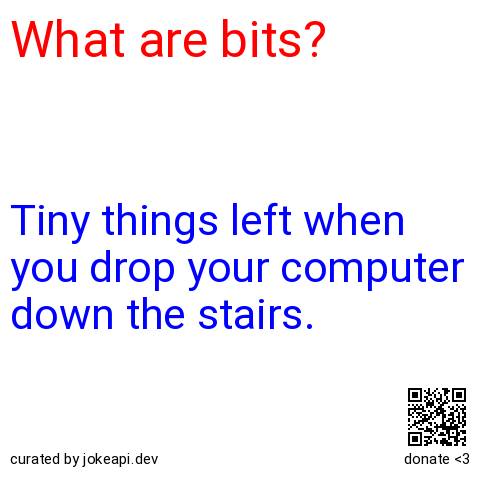 What are bits?
Tiny things left when
you drop your computer
down the stairs.
curated by jokeapi.dev
donate <3